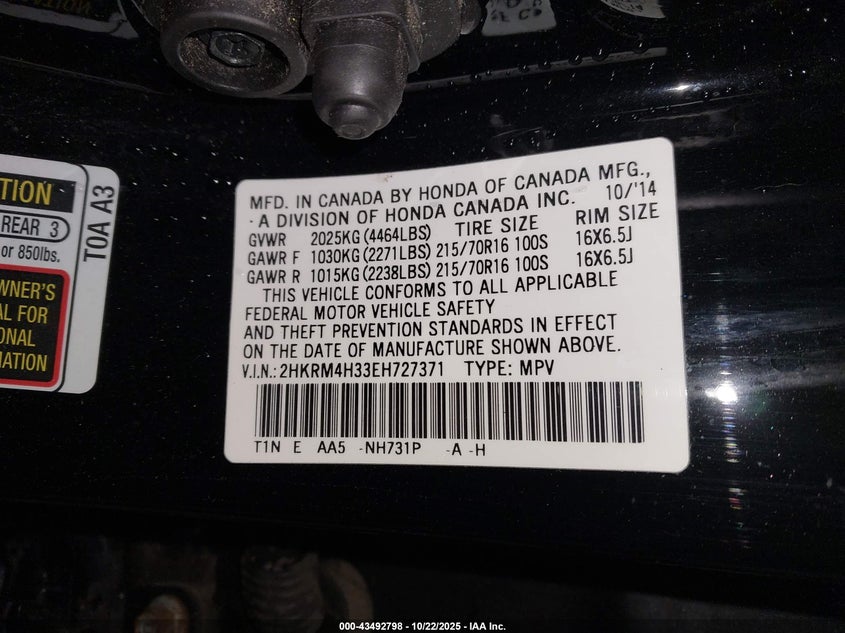 TION
REAR 3
or 850lbs.
WNER'S
AL FOR
ONAL
MATION
T0A A3
MFD. IN CANADA BY HONDA OF CANADA MFG.,
-A DIVISION OF HONDA CANADA INC. 10/'14
GVWR 2025KG(4464LBS) TIRE SIZE RIM SIZE
GAWR F 1030KG(2271LBS) 215/70R16 100S 16X6.5J
GAWR R 1015KG(2238LBS) 215/70R16 100S 16X6.5J
THIS VEHICLE CONFORMS TO ALL APPLICABLE
FEDERAL MOTOR VEHICLE SAFETY
AND THEFT PREVENTION STANDARDS IN EFFECT
ON THE DATE OF MANUFACTURE SHOWN ABOVE.
V.I.N.:2HKRM4H33EH727371 TYPE: MPV
T1N E AA5 -NH731P -A -H
000-43492798 - 10/22/2025 - IAA Inc.